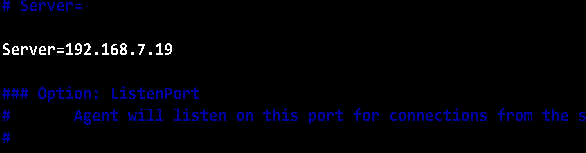 # Server=
Server=192.168.7.19
### Option: ListenPort
# Agent will listen on this port for connections from the s
#